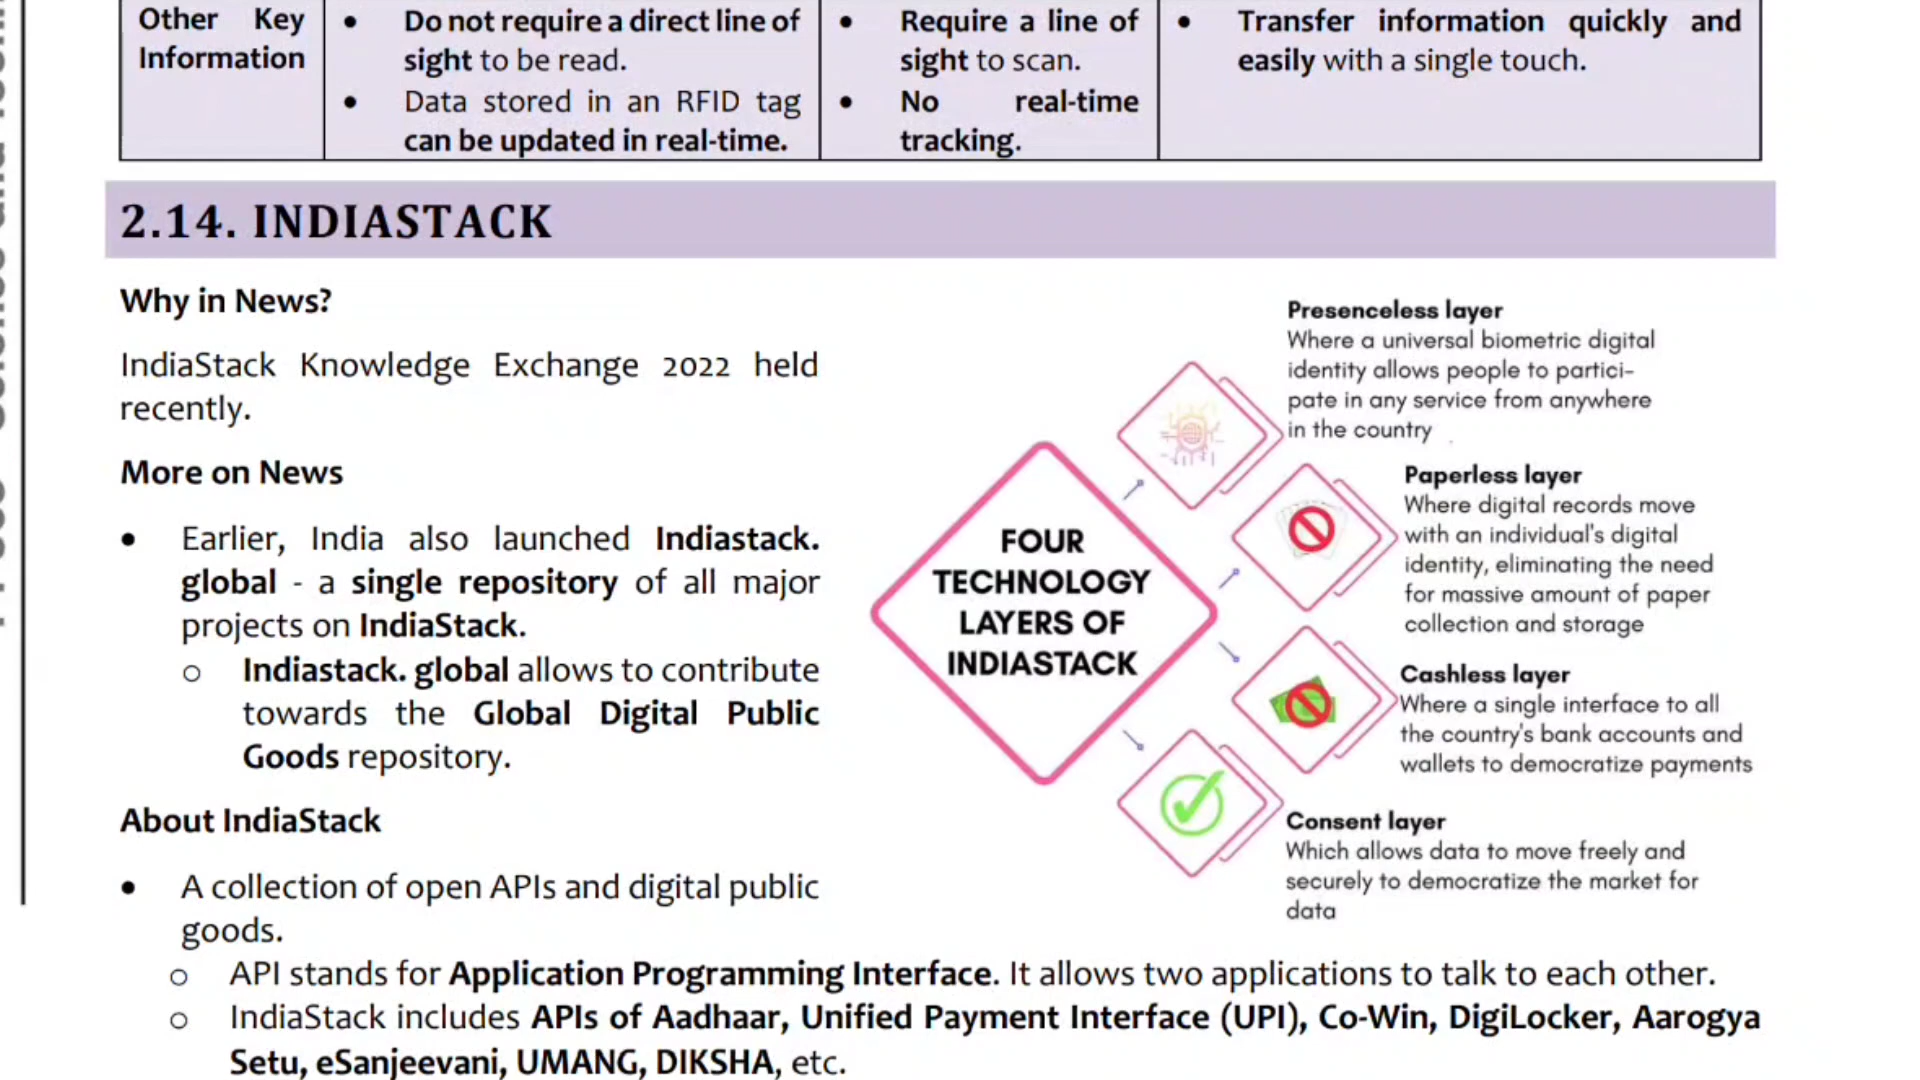 Other Key
Information
• Do not require a direct line of
sight to be read.
• Data stored in an RFID tag
can be updated in real-time.
• Require a line of
sight to scan.
• No real-time
tracking.
• Transfer information quickly and
easily with a single touch.
2.14. INDIASTACK
Why in News?
IndiaStack Knowledge Exchange 2022 held
recently.
More on News
• Earlier, India also launched Indiastack.
global - a single repository of all major
projects on IndiaStack.
o Indiastack. global allows to contribute
towards the Global Digital Public
Goods repository.
FOUR
TECHNOLOGY
LAYERS OF
INDIASTACK
Presenceless layer
Where a universal biometric digital
identity allows people to partici-
pate in any service from anywhere
in the country
Paperless layer
Where digital records move
with an individual's digital
identity, eliminating the need
for massive amount of paper
collection and storage
Cashless layer
Where a single interface to all
the country's bank accounts and
wallets to democratize payments
Consent layer
Which allows data to move freely and
securely to democratize the market for
data
About IndiaStack
• A collection of open APIs and digital public
goods.
o API stands for Application Programming Interface. It allows two applications to talk to each other.
o IndiaStack includes APIs of Aadhaar, Unified Payment Interface (UPI), Co-Win, DigiLocker, Aarogya
Setu, eSanjeevani, UMANG, DIKSHA, etc.